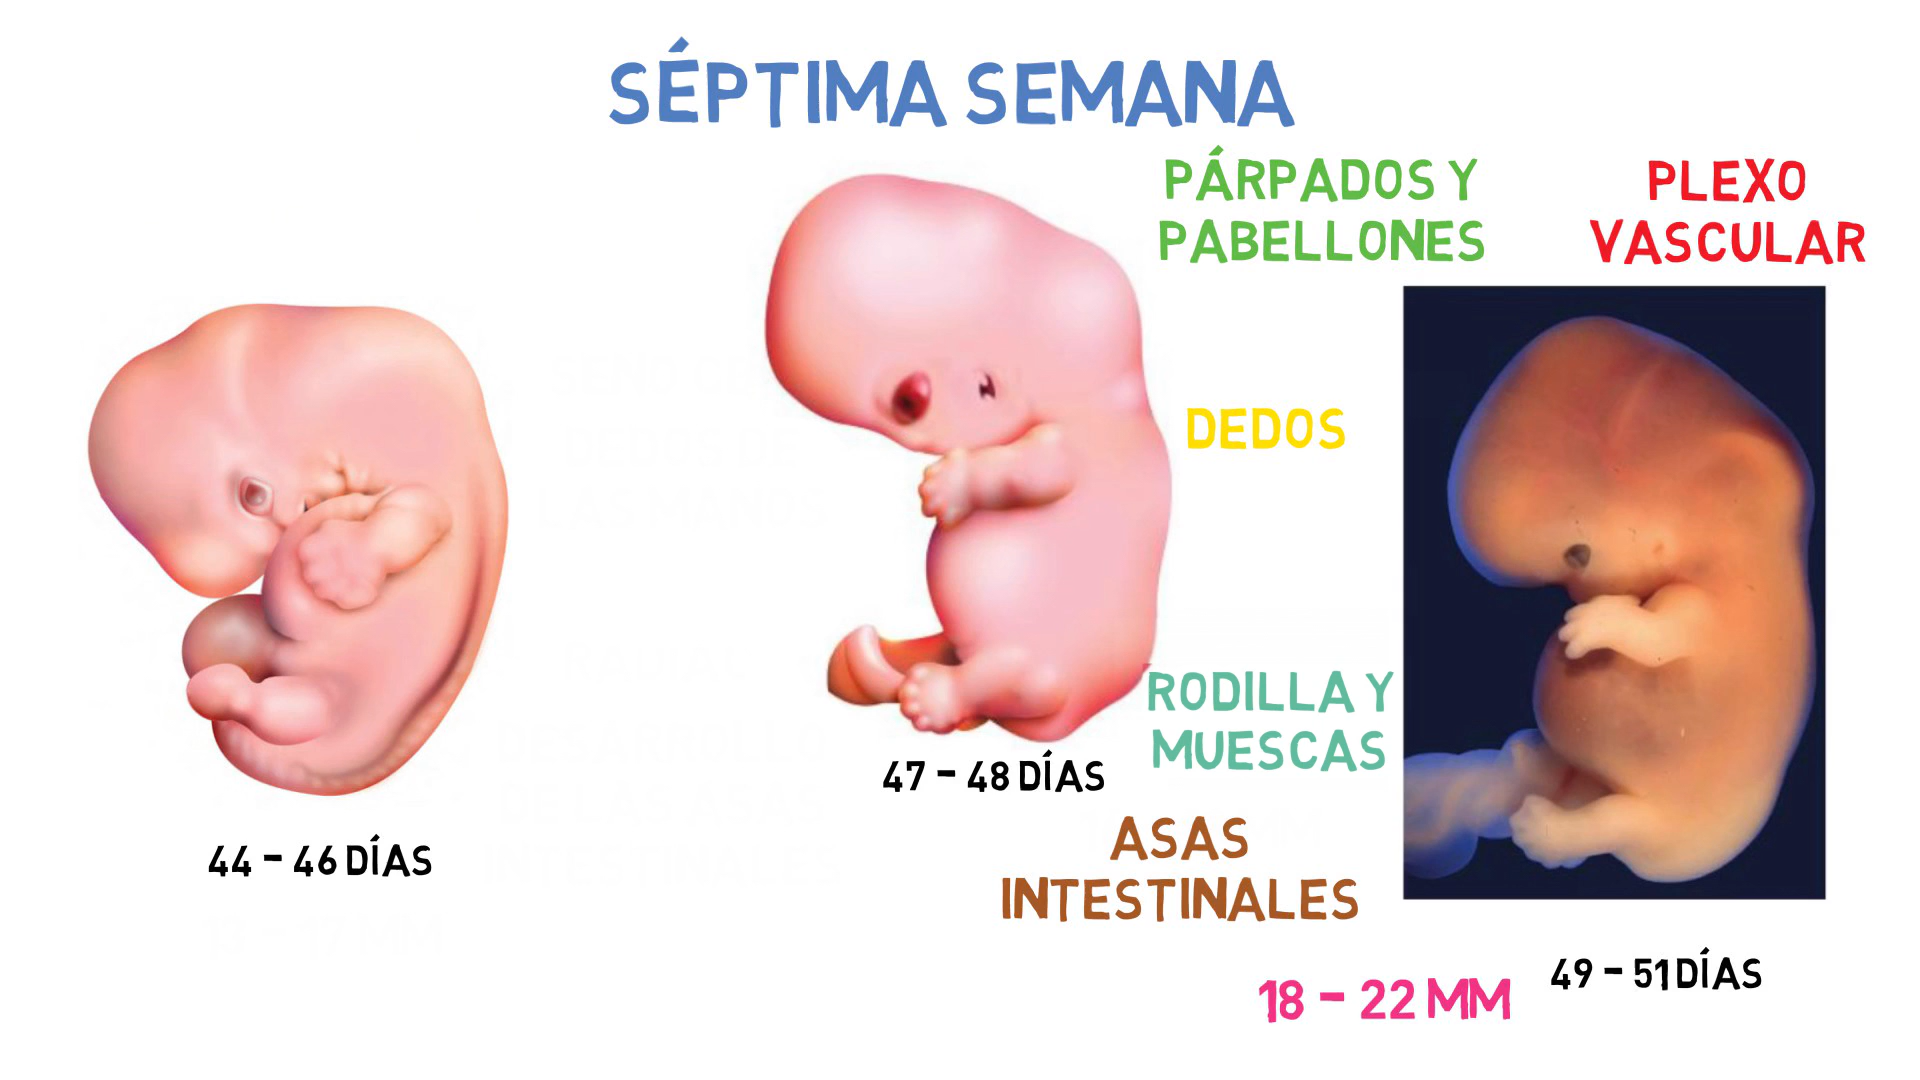 SÉPTIMA SEMANA
PÁRPADOS Y
PABELLONES
PLEXO
VASCULAR
DEDOS
RODILLA Y
MUESCAS
47 - 48 DÍAS
ASAS
INTESTINALES
44 - 46 DÍAS
18 - 22 MM
49 - 51 DÍAS